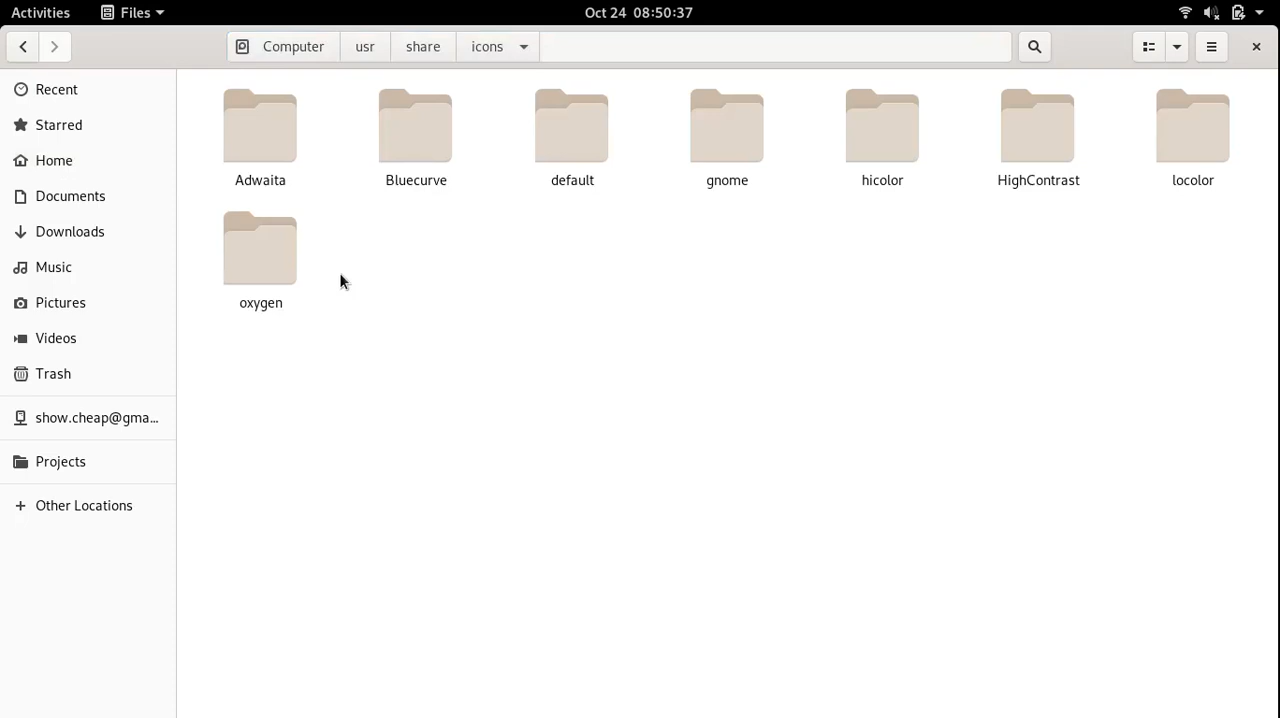 Activities Files Oct 24 08:50:37
Computer usr share icons
Recent
Starred
Home
Documents
Downloads
Music
Pictures
Videos
Trash
show.cheap@gma...
Projects
Other Locations
Adwaita Bluecurve default gnome hicolor HighContrast locolor
oxygen